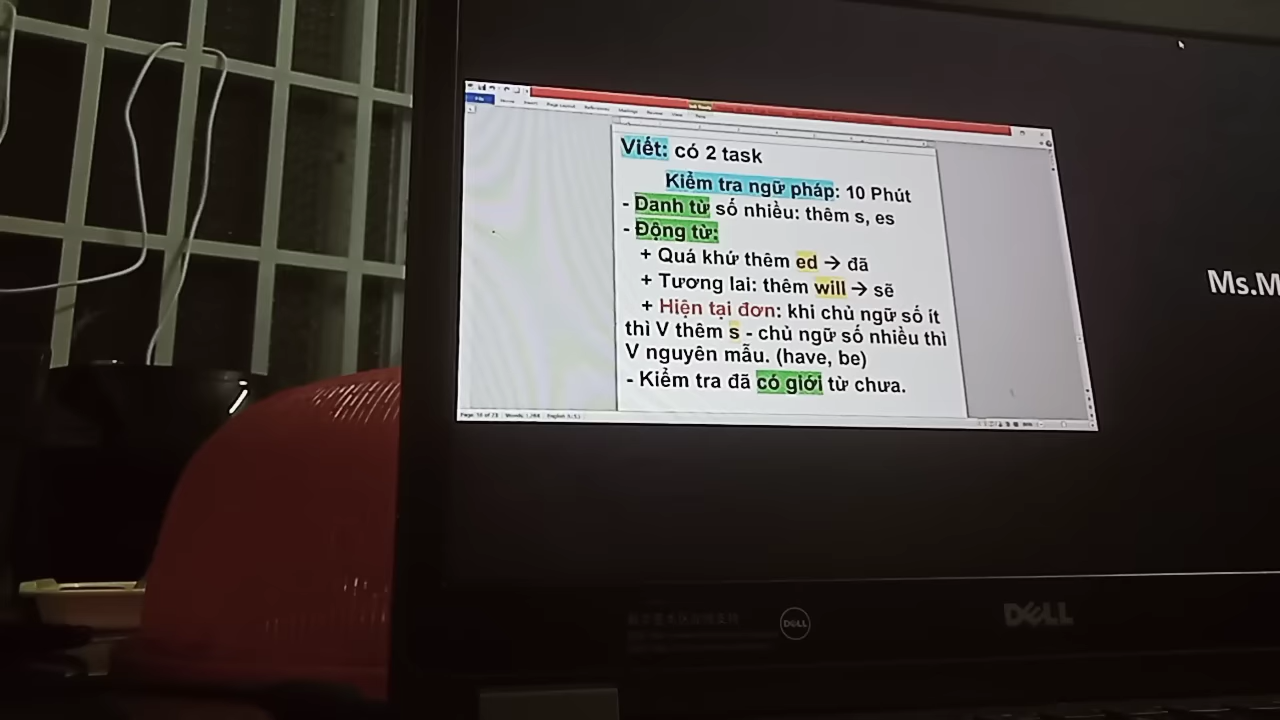 Viết: có 2 task
Kiểm tra ngữ pháp: 10 Phút
- Danh từ số nhiều: thêm s, es
- Động từ:
+ Quá khứ thêm ed → đã
+ Tương lai: thêm will → sẽ
+ Hiện tại đơn: khi chủ ngữ số ít
thì V thêm s - chủ ngữ số nhiều thì
V nguyên mẫu. (have, be)
- Kiểm tra đã có giới từ chưa.
Ms.M
DELL
DELL